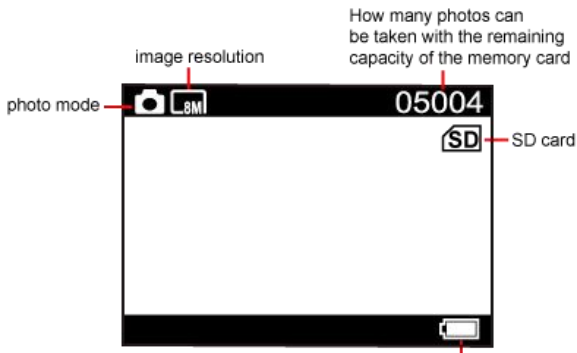 How many photos can
be taken with the remaining
capacity of the memory card
image resolution
photo mode
8M
05004
SD
SD card